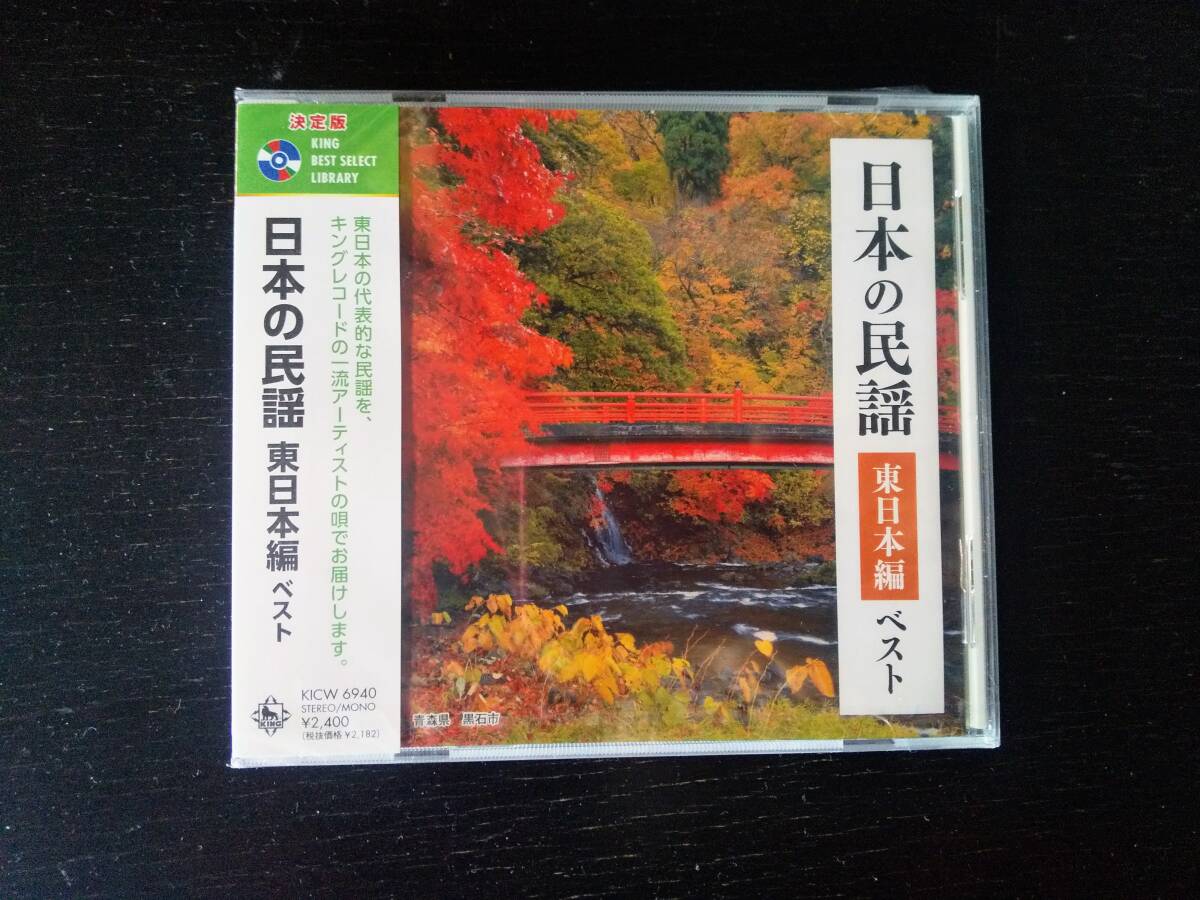 決定版
KING
BEST SELECT
LIBRARY
東日本の代表的な民謡を、
キングレコードの一流アーティストの唄でお届けします。
日本の民謡 東日本編 ベスト
KING
KICW 6940
STEREO/MONO
¥2,400
(税抜価格 ¥2,182)
日本の民謡
東日本編
ベスト
青森県 黒石市